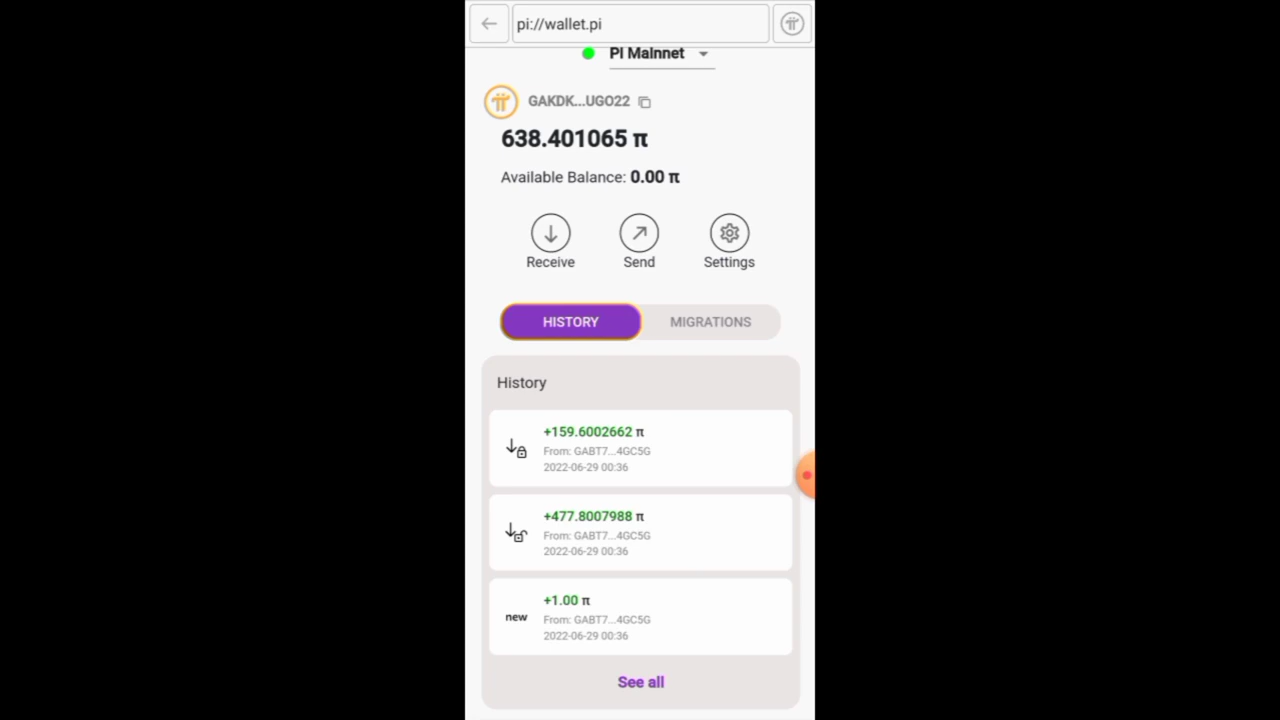 pi://wallet.pi
Pi Mainnet
GAKDK...UGO22
638.401065 π
Available Balance: 0.00 π
Receive Send Settings
HISTORY MIGRATIONS
History
+159.6002662 π
From: GABT7...4GC5G
2022-06-29 00:36
+477.8007988 π
From: GABT7...4GC5G
2022-06-29 00:36
new
+1.00 π
From: GABT7...4GC5G
2022-06-29 00:36
See all